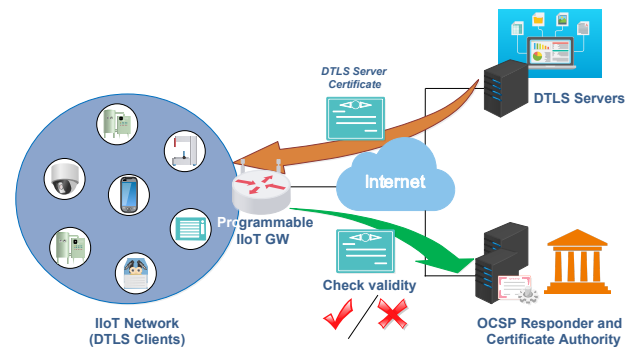 DTLS Server
Certificate
DTLS Servers
Internet
Programmable
IIoT GW
Check validity
IIoT Network
(DTLS Clients)
OCSP Responder and
Certificate Authority